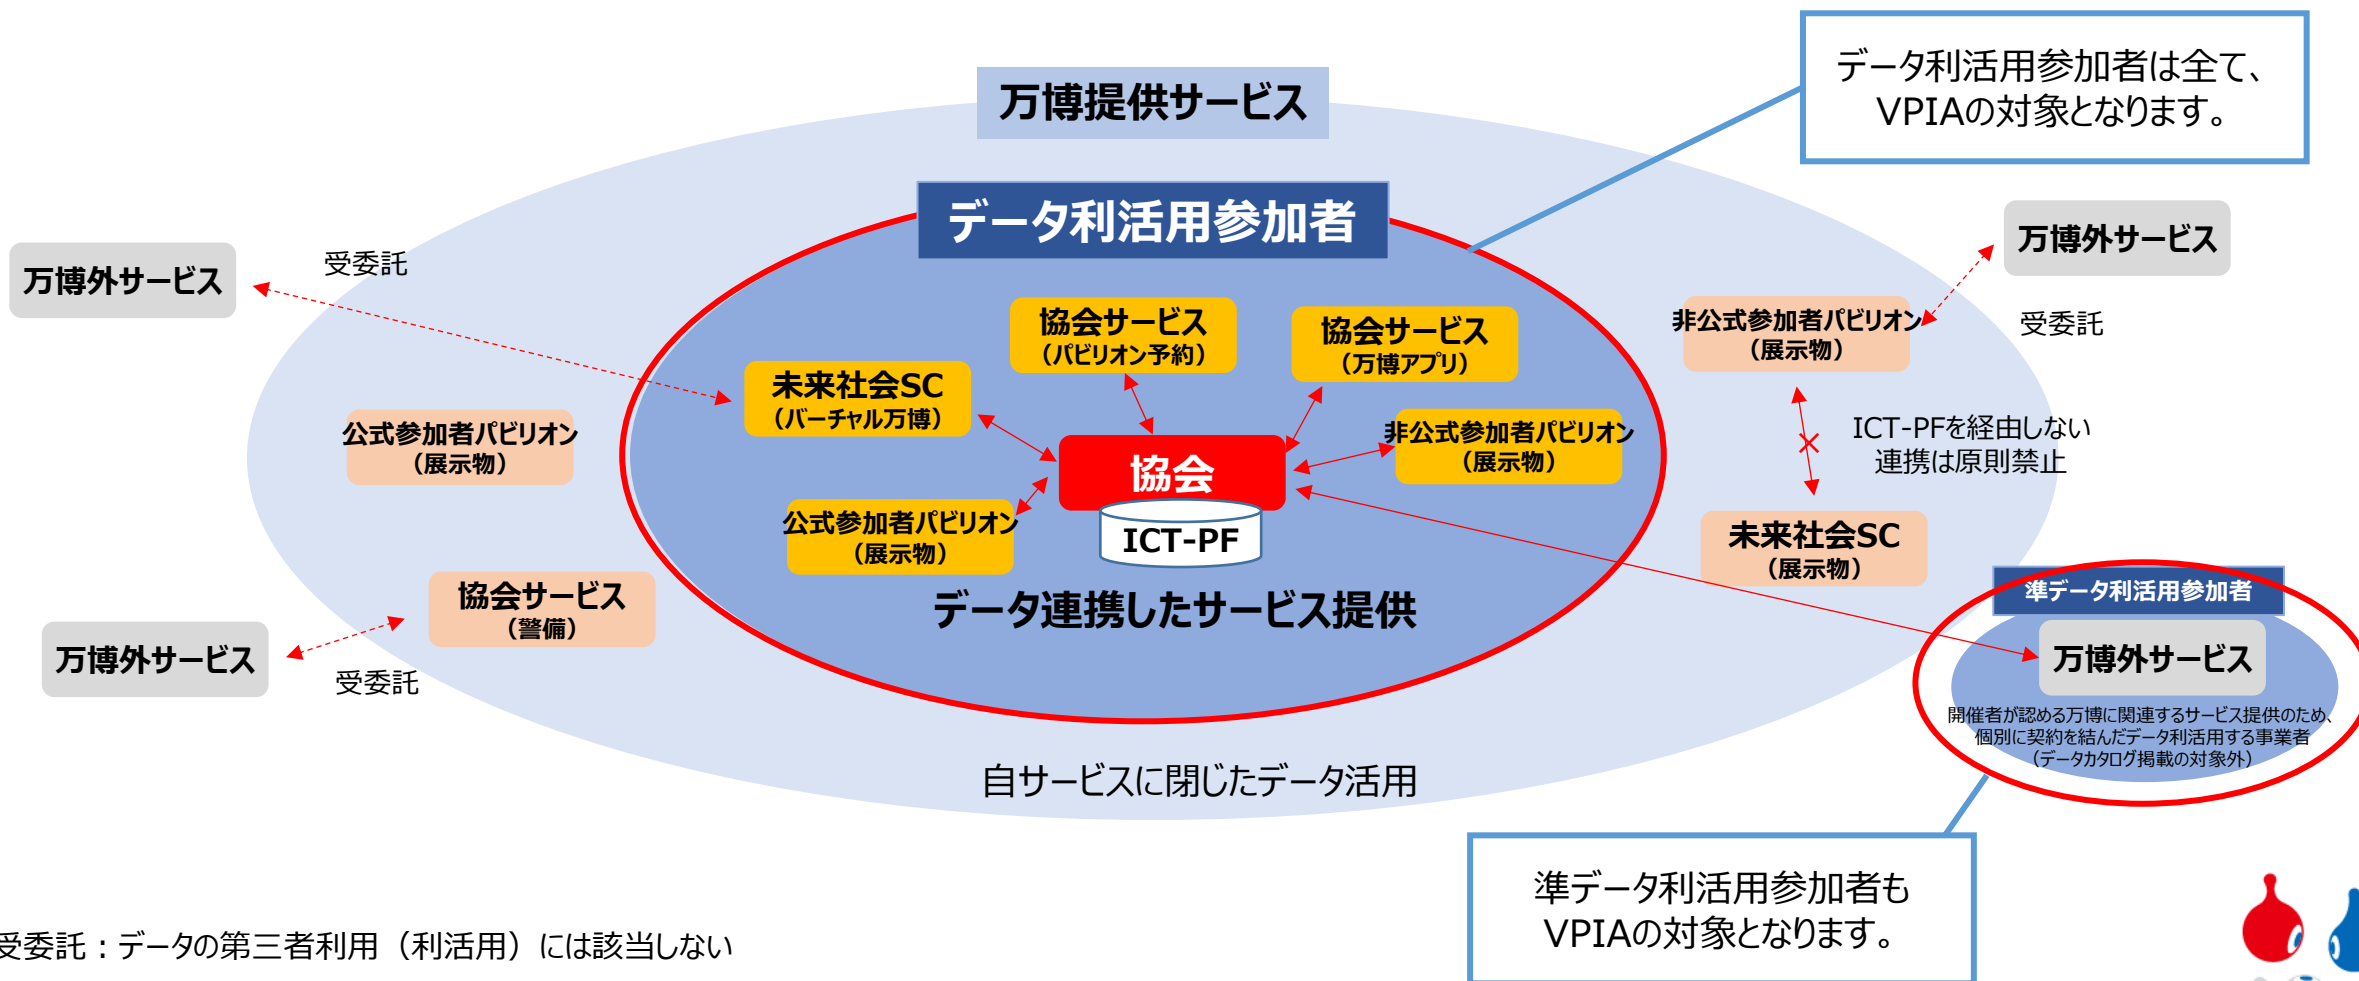 データ利活用参加者は全て、
VPIAの対象となります。
万博提供サービス
データ利活用参加者
万博外サービス
受委託
万博外サービス
受委託
協会サービス
（パビリオン予約）
協会サービス
（万博アプリ）
非公式参加者パビリオン
（展示物）
未来社会SC
（バーチャル万博）
公式参加者パビリオン
（展示物）
非公式参加者パビリオン
（展示物）
ICT-PFを経由しない
連携は原則禁止
協会
ICT-PF
公式参加者パビリオン
（展示物）
未来社会SC
（展示物）
協会サービス
（警備）
データ連携したサービス提供
準データ利活用参加者
万博外サービス
万博外サービス
受委託
開催者が認める万博に関連するサービス提供のため、
個別に契約を結んだデータ利活用する事業者
（データカタログ掲載の対象外）
自サービスに閉じたデータ活用
準データ利活用参加者も
VPIAの対象となります。
受委託：データの第三者利用（利活用）には該当しない